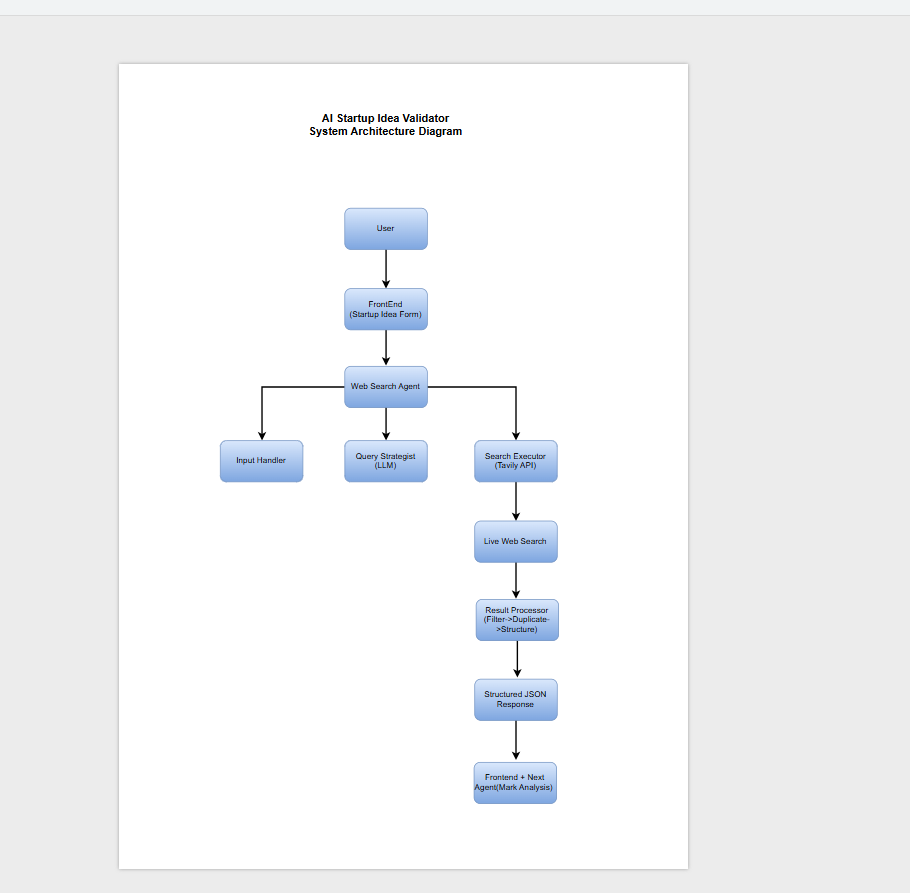 AI Startup Idea Validator
System Architecture Diagram
User
FrontEnd
(Startup Idea Form)
Web Search Agent
Input Handler
Query Strategist
(LLM)
Search Executor
(Tavily API)
Live Web Search
Result Processor
(Filter->Duplicate-
>Structure)
Structured JSON
Response
Frontend + Next
Agent(Mark Analysis)